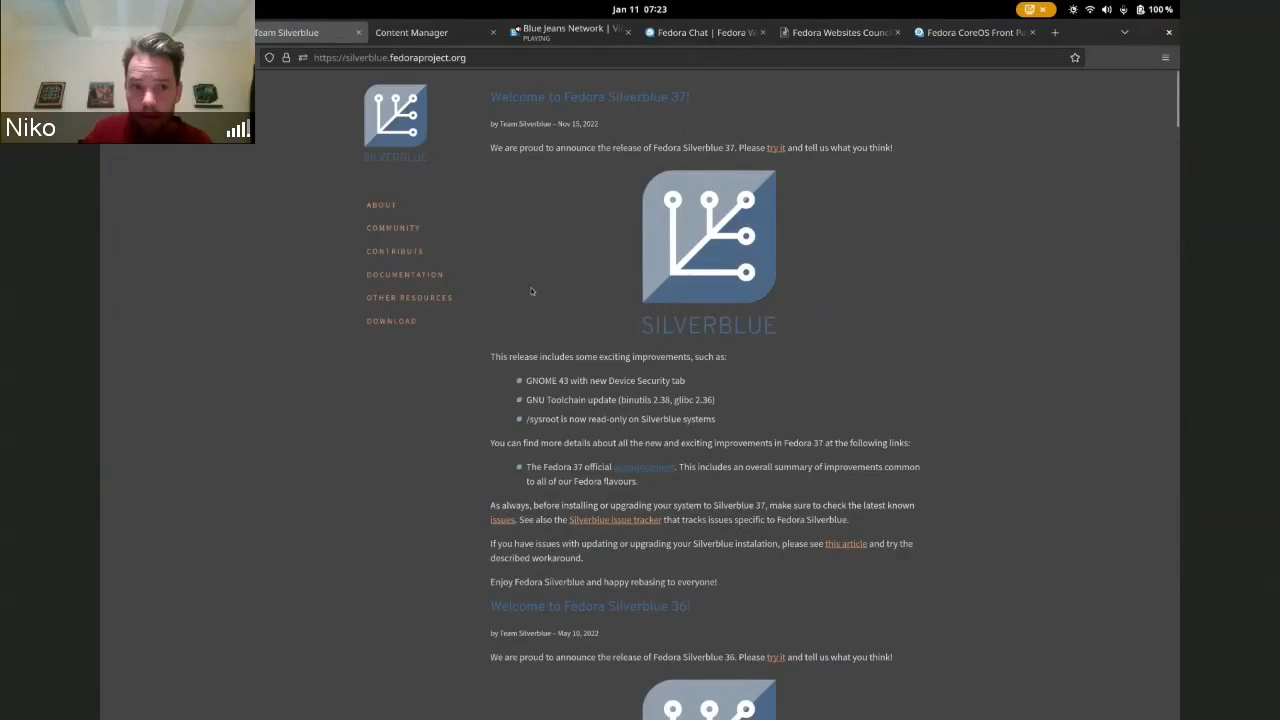 Jan 11 07:23
100 %
Team Silverblue
Content Manager
Blue Jeans Network | Vi
PLAYING
Fedora Chat | Fedora W
Fedora Websites Counci
Fedora CoreOS Front Pa
https://silverblue.fedoraproject.org
Niko
SILVERBLUE
ABOUT
COMMUNITY
CONTRIBUTE
DOCUMENTATION
OTHER RESOURCES
DOWNLOAD
Welcome to Fedora Silverblue 37!
by Team Silverblue – Nov 15, 2022
We are proud to announce the release of Fedora Silverblue 37. Please try it and tell us what you think!
SILVERBLUE
This release includes some exciting improvements, such as:
GNOME 43 with new Device Security tab
GNU Toolchain update (binutils 2.38, glibc 2.36)
/sysroot is now read-only on Silverblue systems
You can find more details about all the new and exciting improvements in Fedora 37 at the following links:
The Fedora 37 official announcement. This includes an overall summary of improvements common
to all of our Fedora flavours.
As always, before installing or upgrading your system to Silverblue 37, make sure to check the latest known
issues. See also the Silverblue issue tracker that tracks issues specific to Fedora Silverblue.
If you have issues with updating or upgrading your Silverblue instalation, please see this article and try the
described workaround.
Enjoy Fedora Silverblue and happy rebasing to everyone!
Welcome to Fedora Silverblue 36!
by Team Silverblue – May 10, 2022
We are proud to announce the release of Fedora Silverblue 36. Please try it and tell us what you think!